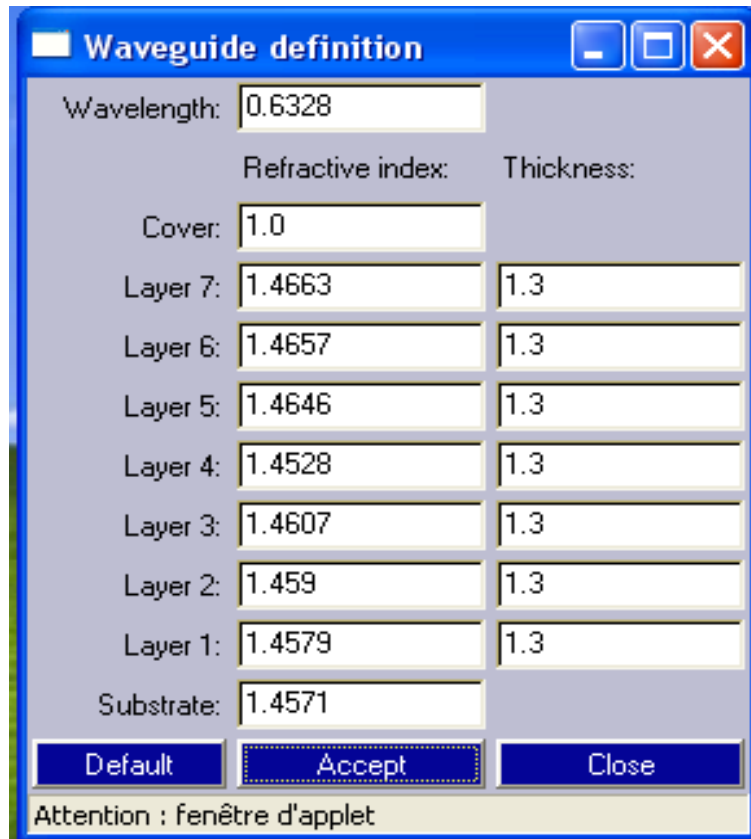 Waveguide definition
Wavelength: 0.6328
Refractive index: Thickness:
Cover: 1.0
Layer 7: 1.4663 1.3
Layer 6: 1.4657 1.3
Layer 5: 1.4646 1.3
Layer 4: 1.4528 1.3
Layer 3: 1.4607 1.3
Layer 2: 1.459 1.3
Layer 1: 1.4579 1.3
Substrate: 1.4571
Default Accept Close
Attention : fenêtre d'applet